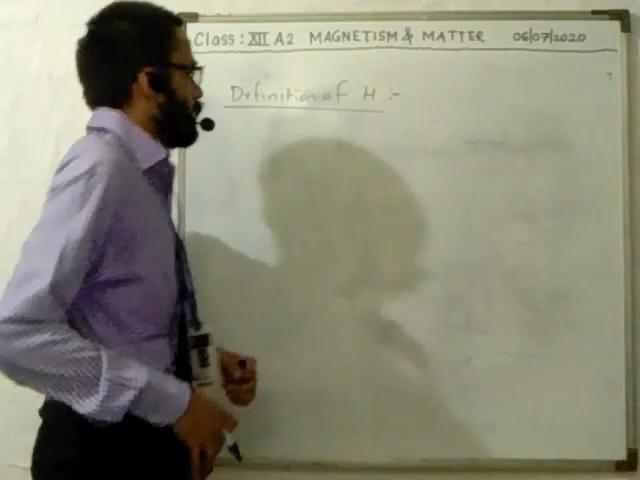 Class: XII A2 MAGNETISM & MATTER 06/07/2020
Definition of H :-